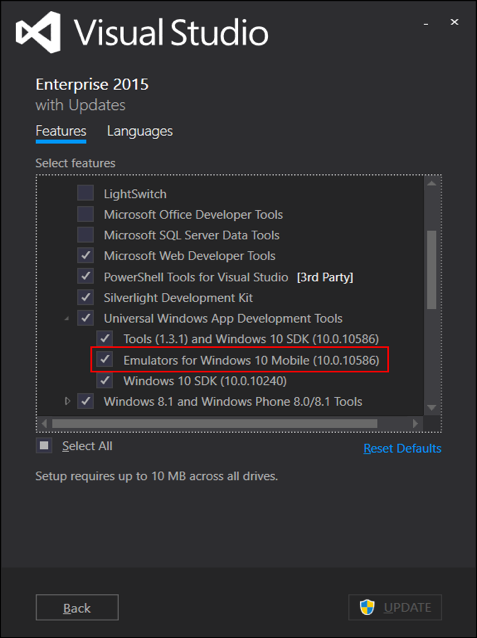 Visual Studio
Enterprise 2015
with Updates
Features Languages
Select features
LightSwitch
Microsoft Office Developer Tools
Microsoft SQL Server Data Tools
Microsoft Web Developer Tools
PowerShell Tools for Visual Studio [3rd Party]
Silverlight Development Kit
Universal Windows App Development Tools
Tools (1.3.1) and Windows 10 SDK (10.0.10586)
Emulators for Windows 10 Mobile (10.0.10586)
Windows 10 SDK (10.0.10240)
Windows 8.1 and Windows Phone 8.0/8.1 Tools
Select All
Reset Defaults
Setup requires up to 10 MB across all drives.
Back UPDATE